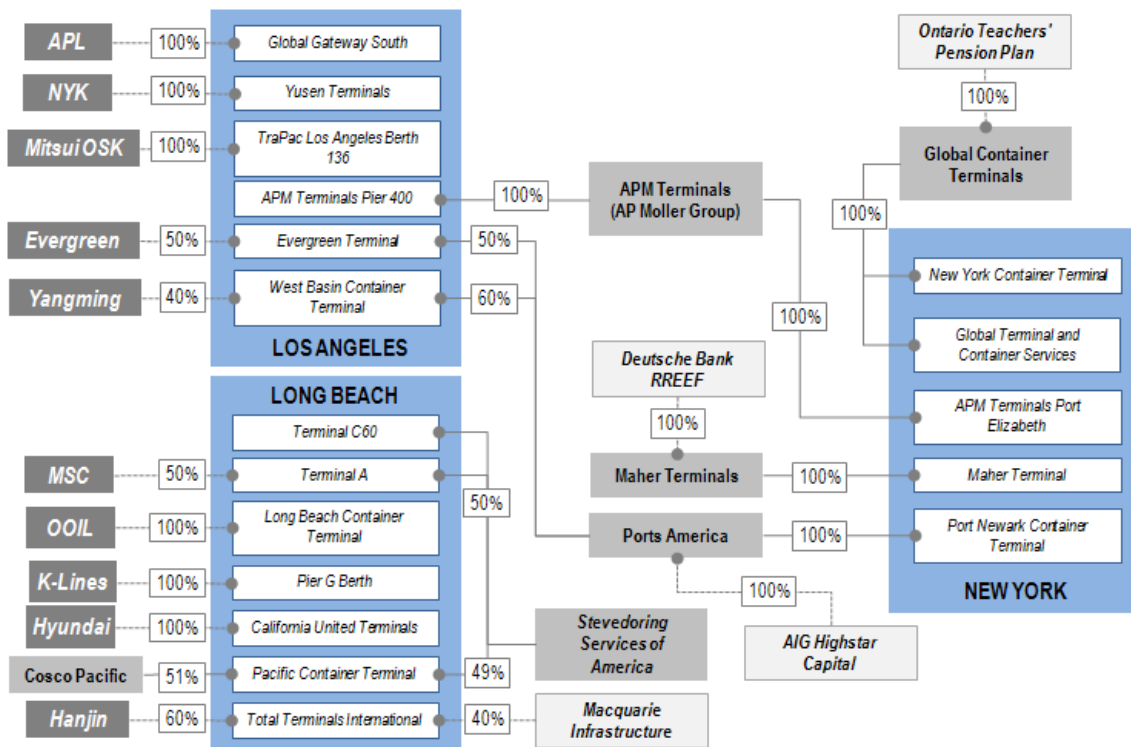 APL
100%
Global Gateway South
NYK
100%
Yusen Terminals
Mitsui OSK
100%
TraPac Los Angeles Berth
136
APM Terminals Pier 400
100%
Evergreen
50%
Evergreen Terminal
50%
Yangming
40%
West Basin Container
Terminal
60%
LOS ANGELES
LONG BEACH
Terminal C60
MSC
50%
Terminal A
50%
OOIL
100%
Long Beach Container
Terminal
K-Lines
100%
Pier G Berth
Hyundai
100%
California United Terminals
Cosco Pacific
51%
Pacific Container Terminal
49%
Hanjin
60%
Total Terminals International
40%
APM Terminals
(AP Moller Group)
100%
Deutsche Bank
RREEF
100%
Maher Terminals
100%
Ports America
100%
100%
AIG Highstar
Capital
Stevedoring
Services of
America
Macquarie
Infrastructure
Ontario Teachers'
Pension Plan
100%
Global Container
Terminals
100%
New York Container Terminal
Global Terminal and
Container Services
APM Terminals Port
Elizabeth
Maher Terminal
Port Newark Container
Terminal
NEW YORK